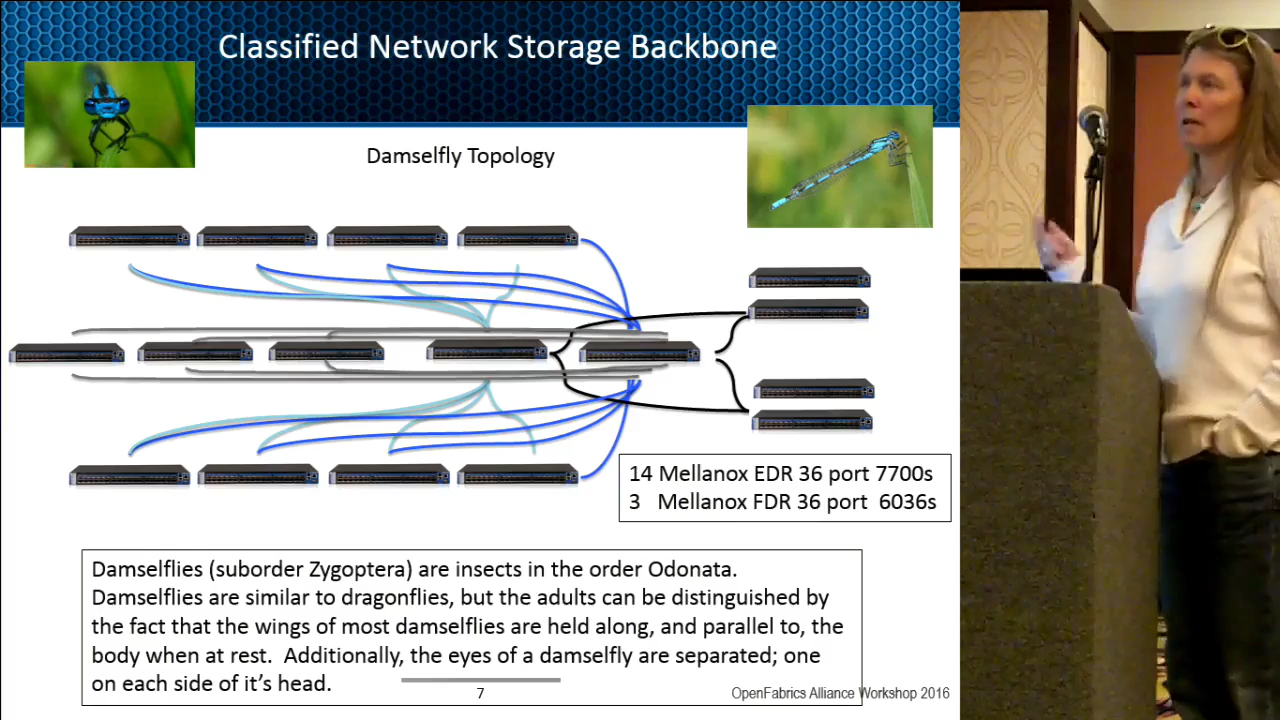 Classified Network Storage Backbone
Damselfly Topology
14 Mellanox EDR 36 port 7700s
3 Mellanox FDR 36 port 6036s
Damselflies (suborder Zygoptera) are insects in the order Odonata.
Damselflies are similar to dragonflies, but the adults can be distinguished by
the fact that the wings of most damselflies are held along, and parallel to, the
body when at rest. Additionally, the eyes of a damselfly are separated; one
on each side of it's head.
7
OpenFabrics Alliance Workshop 2016